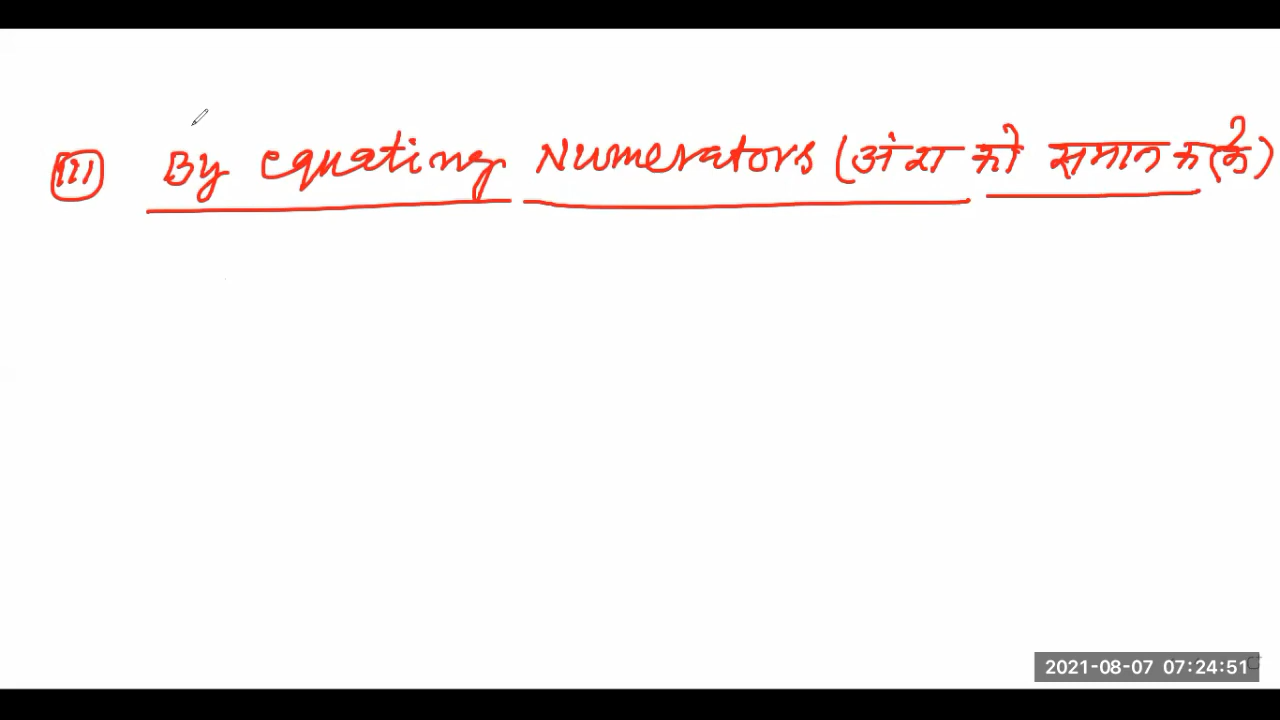 (III) By equating Numerators (अंश को समान करके)
2021-08-07 07:24:51